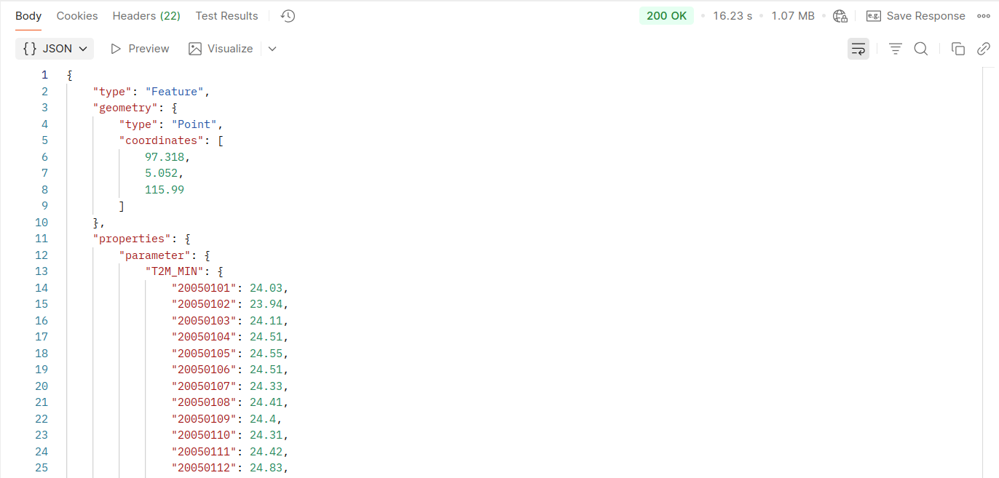 Body Cookies Headers (22) Test Results 200 OK 16.23 s 1.07 MB e.g. Save Response
{} JSON Preview Visualize
1 {
2 "type": "Feature",
3 "geometry": {
4 "type": "Point",
5 "coordinates": [
6 97.318,
7 5.052,
8 115.99
9 ]
10 },
11 "properties": {
12 "parameter": {
13 "T2M_MIN": {
14 "20050101": 24.03,
15 "20050102": 23.94,
16 "20050103": 24.11,
17 "20050104": 24.51,
18 "20050105": 24.55,
19 "20050106": 24.51,
20 "20050107": 24.33,
21 "20050108": 24.41,
22 "20050109": 24.4,
23 "20050110": 24.31,
24 "20050111": 24.42,
25 "20050112": 24.83,